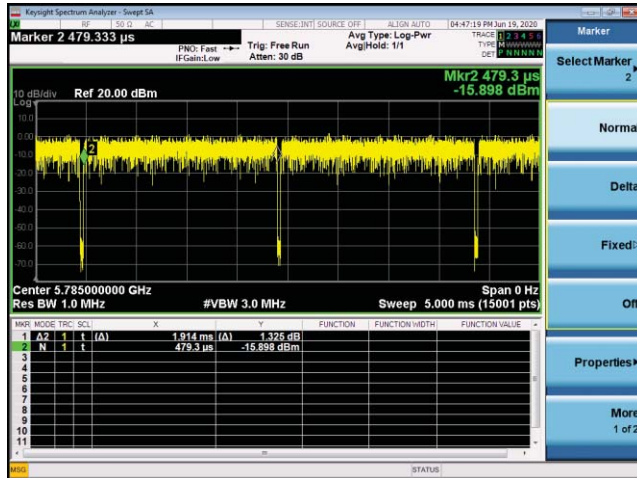 Keysight Spectrum Analyzer - Swept SA
RF 50 Ω AC SENSE:INT SOURCE OFF ALIGN AUTO 04:47:19 PM Jun 19, 2020
Marker 2 479.333 µs
PNO: Fast
IFGain:Low
Trig: Free Run
Atten: 30 dB
Avg Type: Log-Pwr
Avg|Hold: 1/1
TRACE 1 2 3 4 5 6
TYPE M WWWWW
DET P N N N N N
Mkr2 479.3 µs
-15.898 dBm
10 dB/div Ref 20.00 dBm
Log
10.0
0.00
-10.0
-20.0
-30.0
-40.0
-50.0
-60.0
-70.0
2
Center 5.785000000 GHz Span 0 Hz
Res BW 1.0 MHz #VBW 3.0 MHz Sweep 5.000 ms (15001 pts)
MKR MODE TRC SCL X Y FUNCTION FUNCTION WIDTH FUNCTION VALUE
1 Δ2 1 t (Δ) 1.914 ms (Δ) 1.325 dB
2 N 1 t 479.3 µs -15.898 dBm
3
4
5
6
7
8
9
10
11
MSG STATUS
Marker
Select Marker
2
Normal
Delta
Fixed
Off
Properties
More
1 of 2